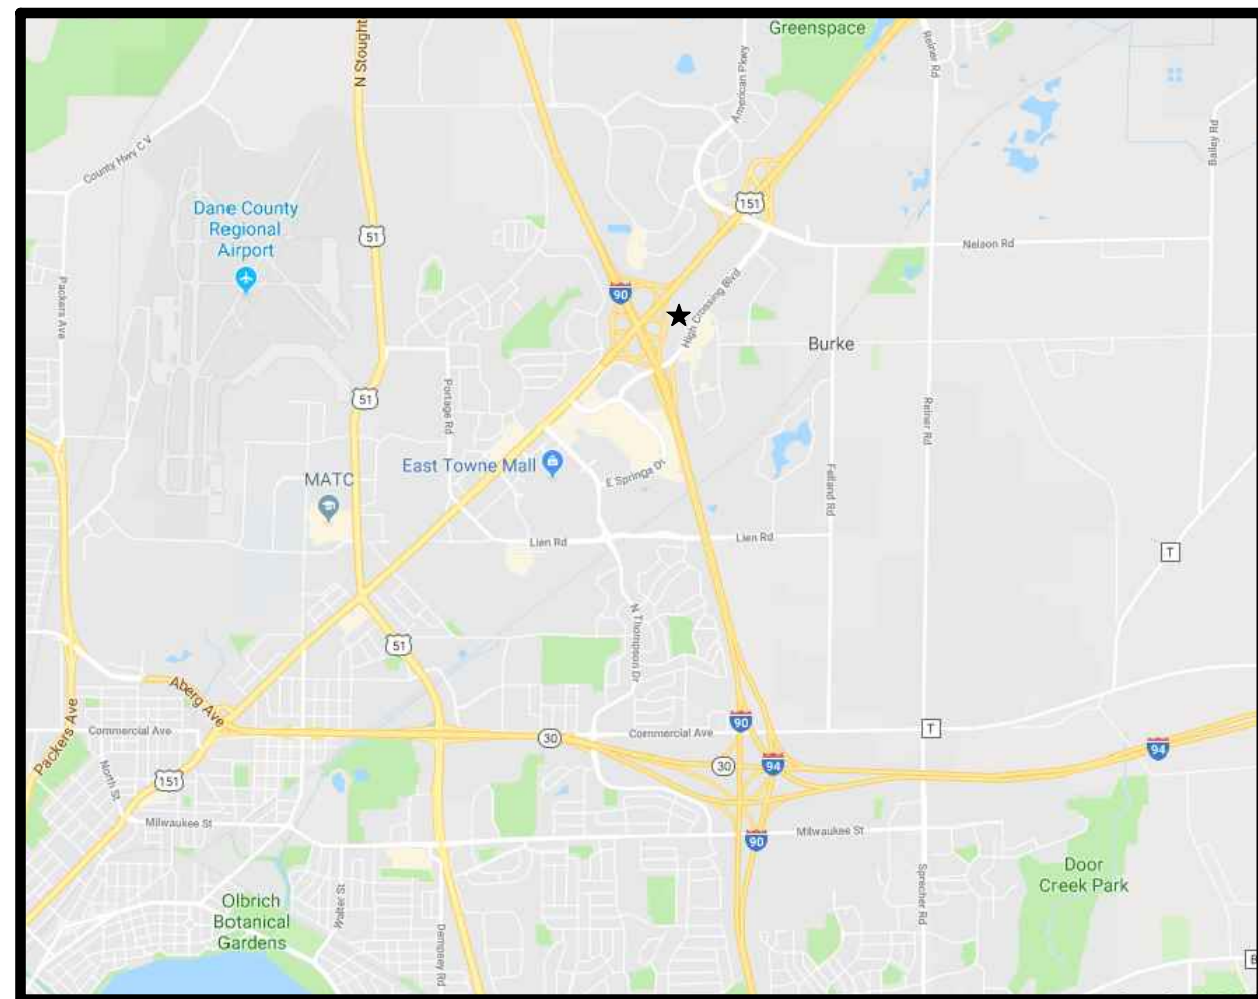 Greenspace
N Stought
Reiner Rd
American Pkwy
Bailey Rd
County Hwy C V
151
Dane County
Regional
Airport
51
Nelson Rd
Packers Ave
90
High Crossing Blvd
Burke
51
Portage Rd
Reiner Rd
East Towne Mall
E Springs Dr
MATC
Felland Rd
Lien Rd
Lien Rd
T
N Thompson Dr
51
Aberg Ave
Packers Ave
Commercial Ave
90
Commercial Ave
T
30
94
30
94
North St
151
Milwaukee St
Milwaukee St
90
Door
Creek Park
Sprecher Rd
Walter St
Olbrich
Botanical
Gardens
Dempsey Rd